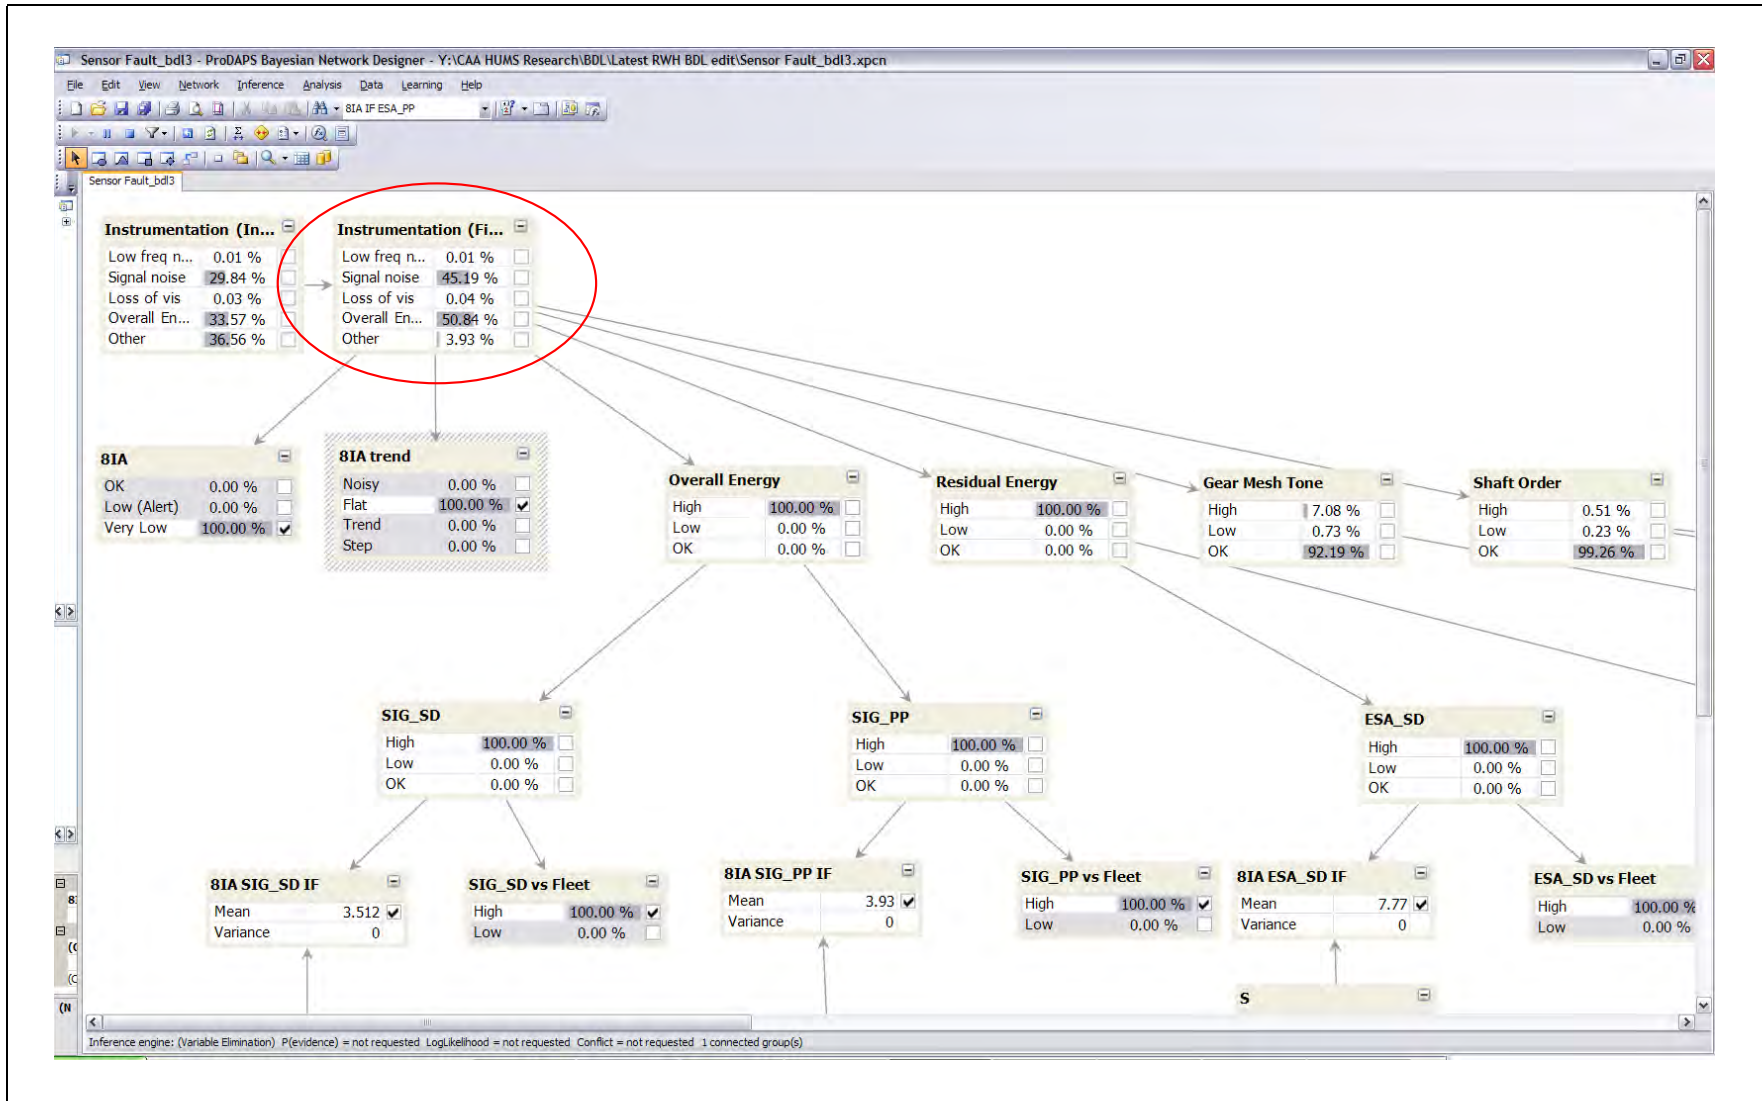 Sensor Fault_bdl3 - ProDAPS Bayesian Network Designer - Y:\CAA HUMS Research\BDL\Latest RWH BDL edit\Sensor Fault_bdl3.xpcn
File Edit View Network Inference Analysis Data Learning Help
8IA IF ESA_PP
Sensor Fault_bdl3
Instrumentation (In...
Low freq n... 0.01 %
Signal noise 29.84 %
Loss of vis 0.03 %
Overall En... 33.57 %
Other 36.56 %
Instrumentation (Fi...
Low freq n... 0.01 %
Signal noise 45.19 %
Loss of vis 0.04 %
Overall En... 50.84 %
Other 3.93 %
8IA
OK 0.00 %
Low (Alert) 0.00 %
Very Low 100.00 %
8IA trend
Noisy 0.00 %
Flat 100.00 %
Trend 0.00 %
Step 0.00 %
Overall Energy
High 100.00 %
Low 0.00 %
OK 0.00 %
Residual Energy
High 100.00 %
Low 0.00 %
OK 0.00 %
Gear Mesh Tone
High 7.08 %
Low 0.73 %
OK 92.19 %
Shaft Order
High 0.51 %
Low 0.23 %
OK 99.26 %
SIG_SD
High 100.00 %
Low 0.00 %
OK 0.00 %
SIG_PP
High 100.00 %
Low 0.00 %
OK 0.00 %
ESA_SD
High 100.00 %
Low 0.00 %
OK 0.00 %
8IA SIG_SD IF
Mean 3.512
Variance 0
SIG_SD vs Fleet
High 100.00 %
Low 0.00 %
8IA SIG_PP IF
Mean 3.93
Variance 0
SIG_PP vs Fleet
High 100.00 %
Low 0.00 %
8IA ESA_SD IF
Mean 7.77
Variance 0
ESA_SD vs Fleet
High 100.00 %
Low 0.00 %
S
(N
Inference engine: (Variable Elimination) P(evidence) = not requested LogLikelihood = not requested Conflict = not requested 1 connected group(s)